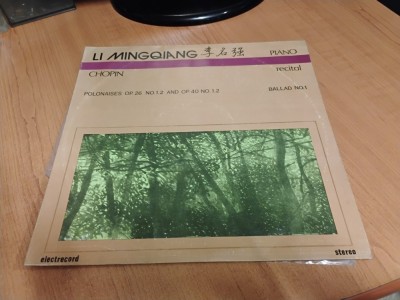 LI MINGQIANG 李名强 PIANO
CHOPIN recital
POLONAISES OP.26 NO.1.2 AND OP.40 NO.1.2 BALLAD NO.1
electrecord stereo